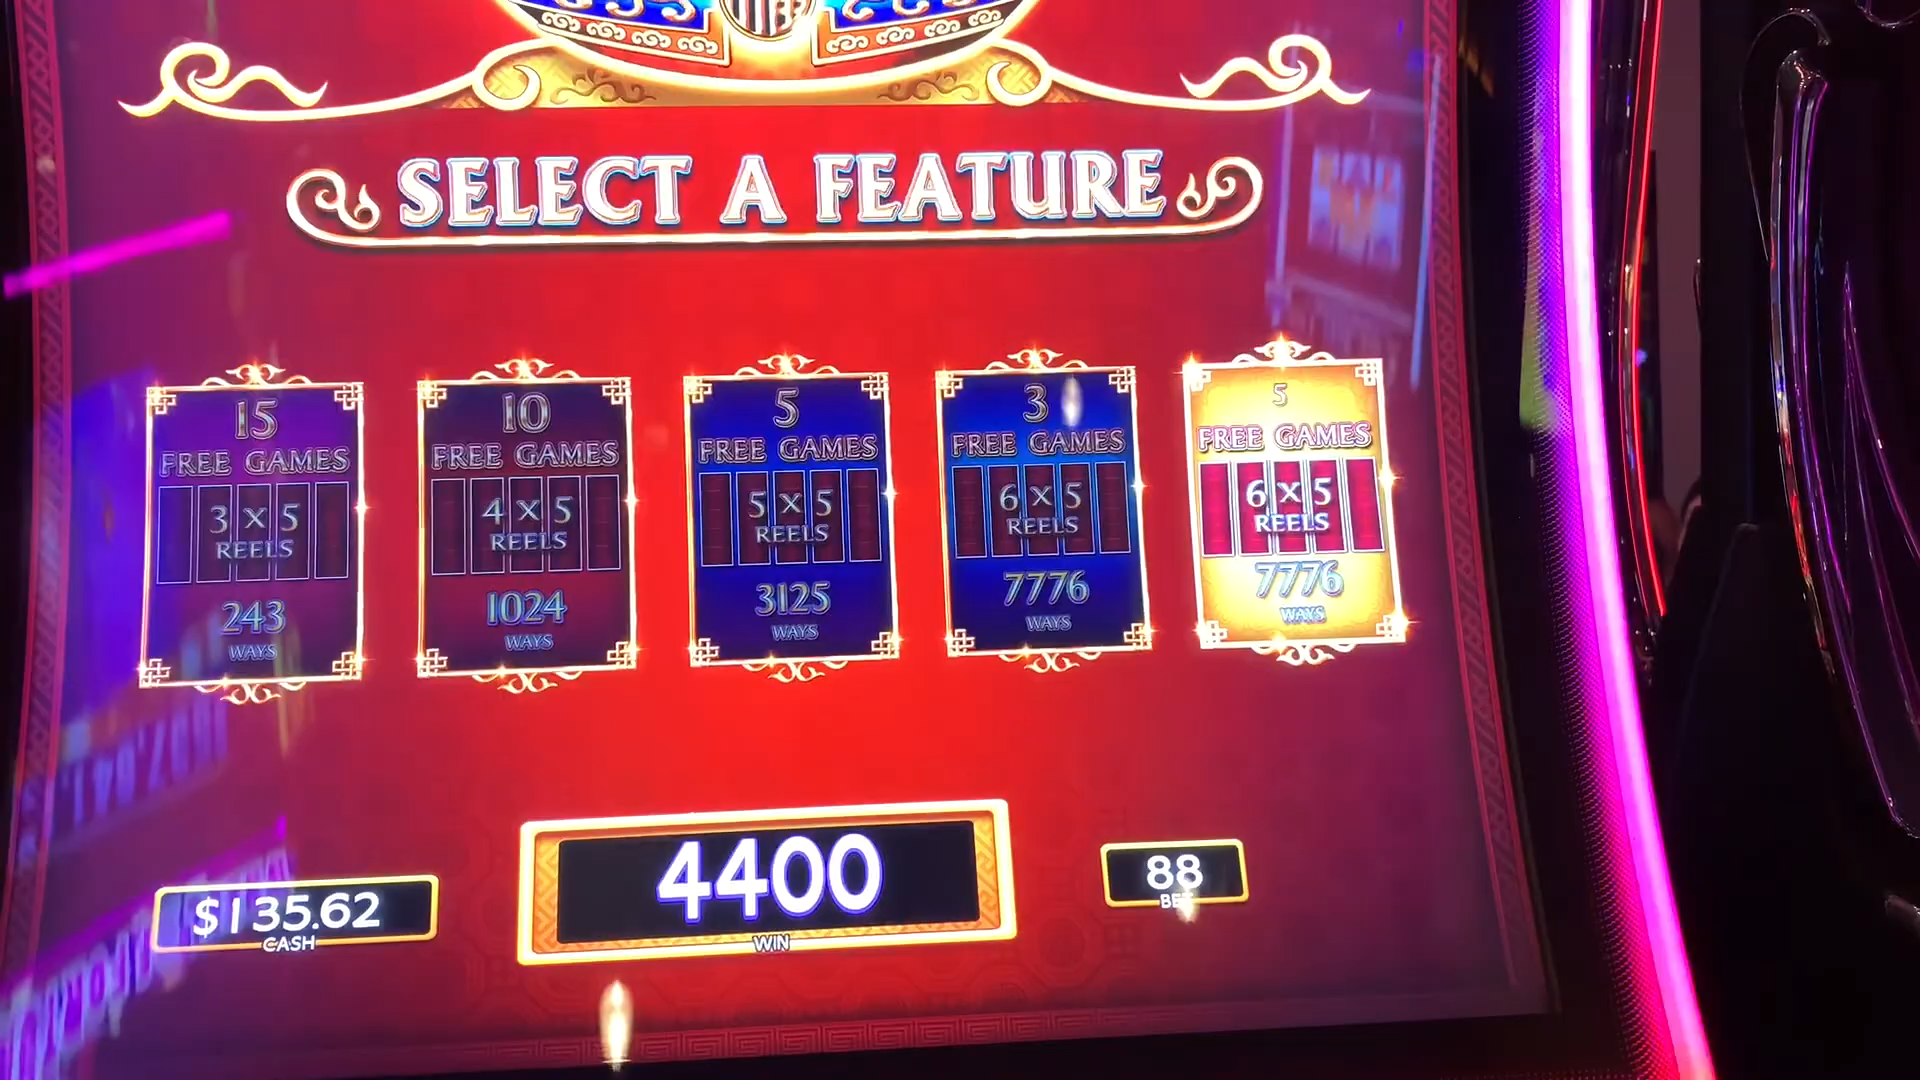 SELECT A FEATURE
15
FREE GAMES
3 X 5
REELS
243
WAYS
10
FREE GAMES
4 X 5
REELS
1024
WAYS
5
FREE GAMES
5 X 5
REELS
3125
WAYS
3
FREE GAMES
6 X 5
REELS
7776
WAYS
5
FREE GAMES
6 X 5
REELS
7776
WAYS
$135.62
CASH
4400
WIN
88
BET